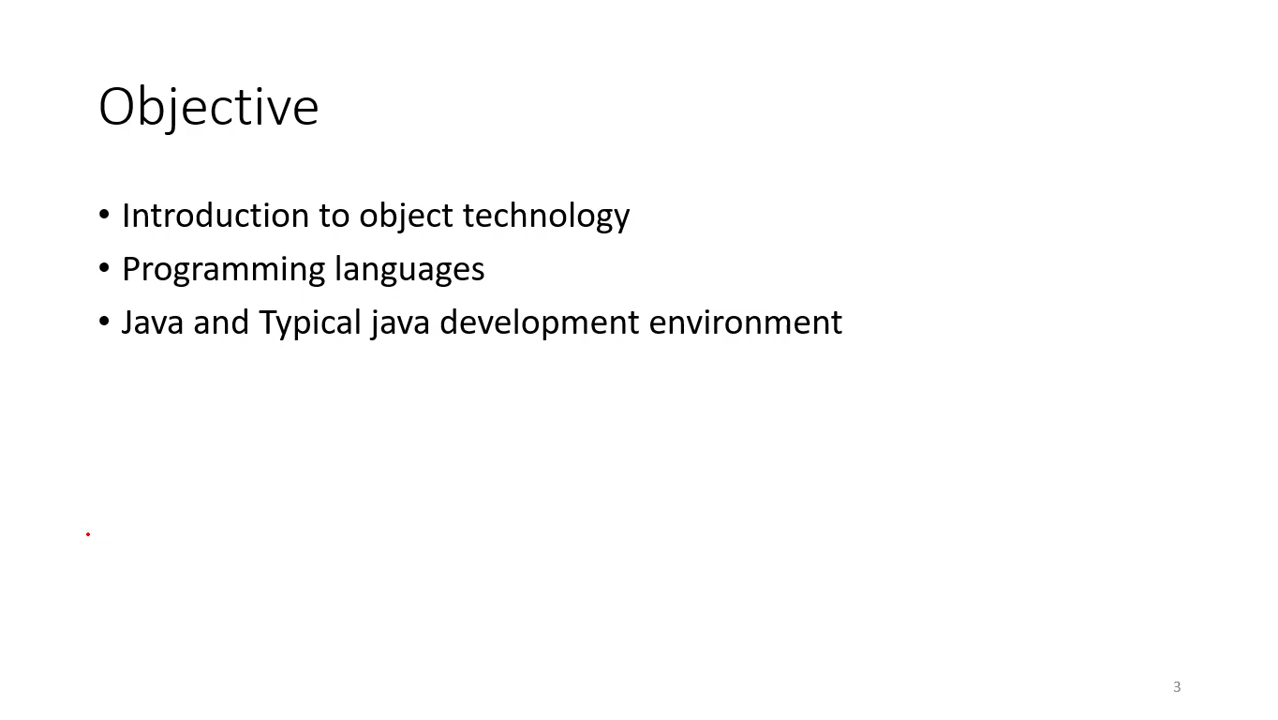 Objective
• Introduction to object technology
• Programming languages
• Java and Typical java development environment
3